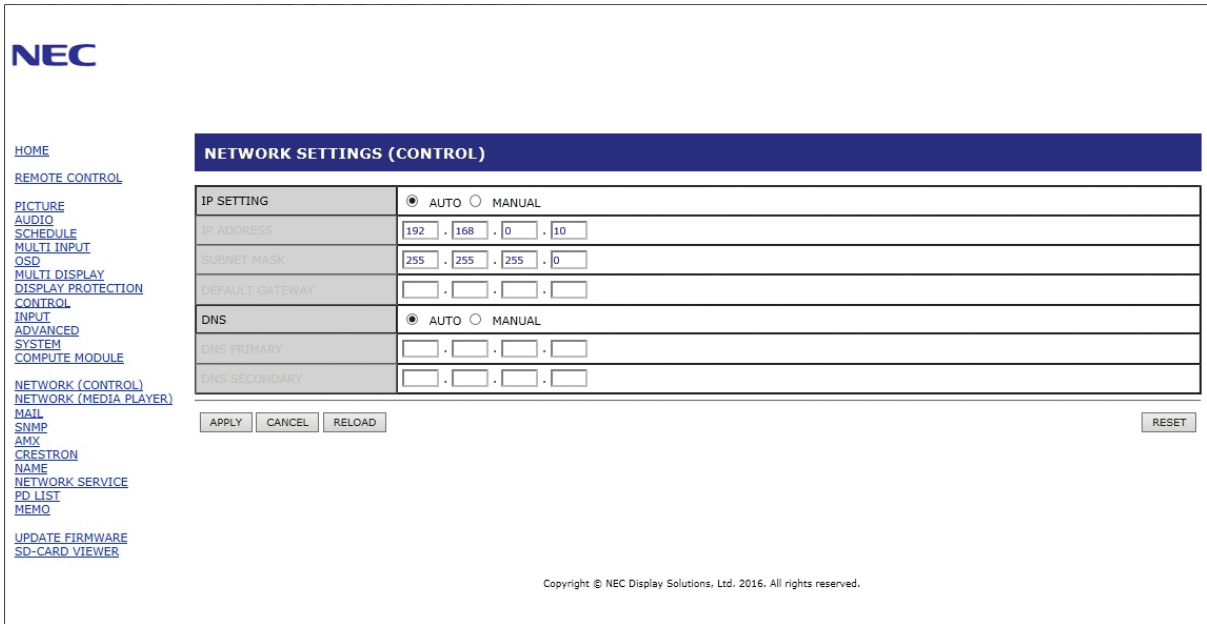 NEC
HOME
REMOTE CONTROL
PICTURE
AUDIO
SCHEDULE
MULTI INPUT
OSD
MULTI DISPLAY
DISPLAY PROTECTION
CONTROL
INPUT
ADVANCED
SYSTEM
COMPUTE MODULE
NETWORK (CONTROL)
NETWORK (MEDIA PLAYER)
MAIL
SNMP
AMX
CRESTRON
NAME
NETWORK SERVICE
PD LIST
MEMO
UPDATE FIRMWARE
SD-CARD VIEWER
NETWORK SETTINGS (CONTROL)
IP SETTING AUTO MANUAL
IP ADDRESS 192 . 168 . 0 . 10
SUBNET MASK 255 . 255 . 255 . 0
DEFAULT GATEWAY . . .
DNS AUTO MANUAL
DNS PRIMARY . . .
DNS SECONDARY . . .
APPLY CANCEL RELOAD RESET
Copyright © NEC Display Solutions, Ltd. 2016. All rights reserved.